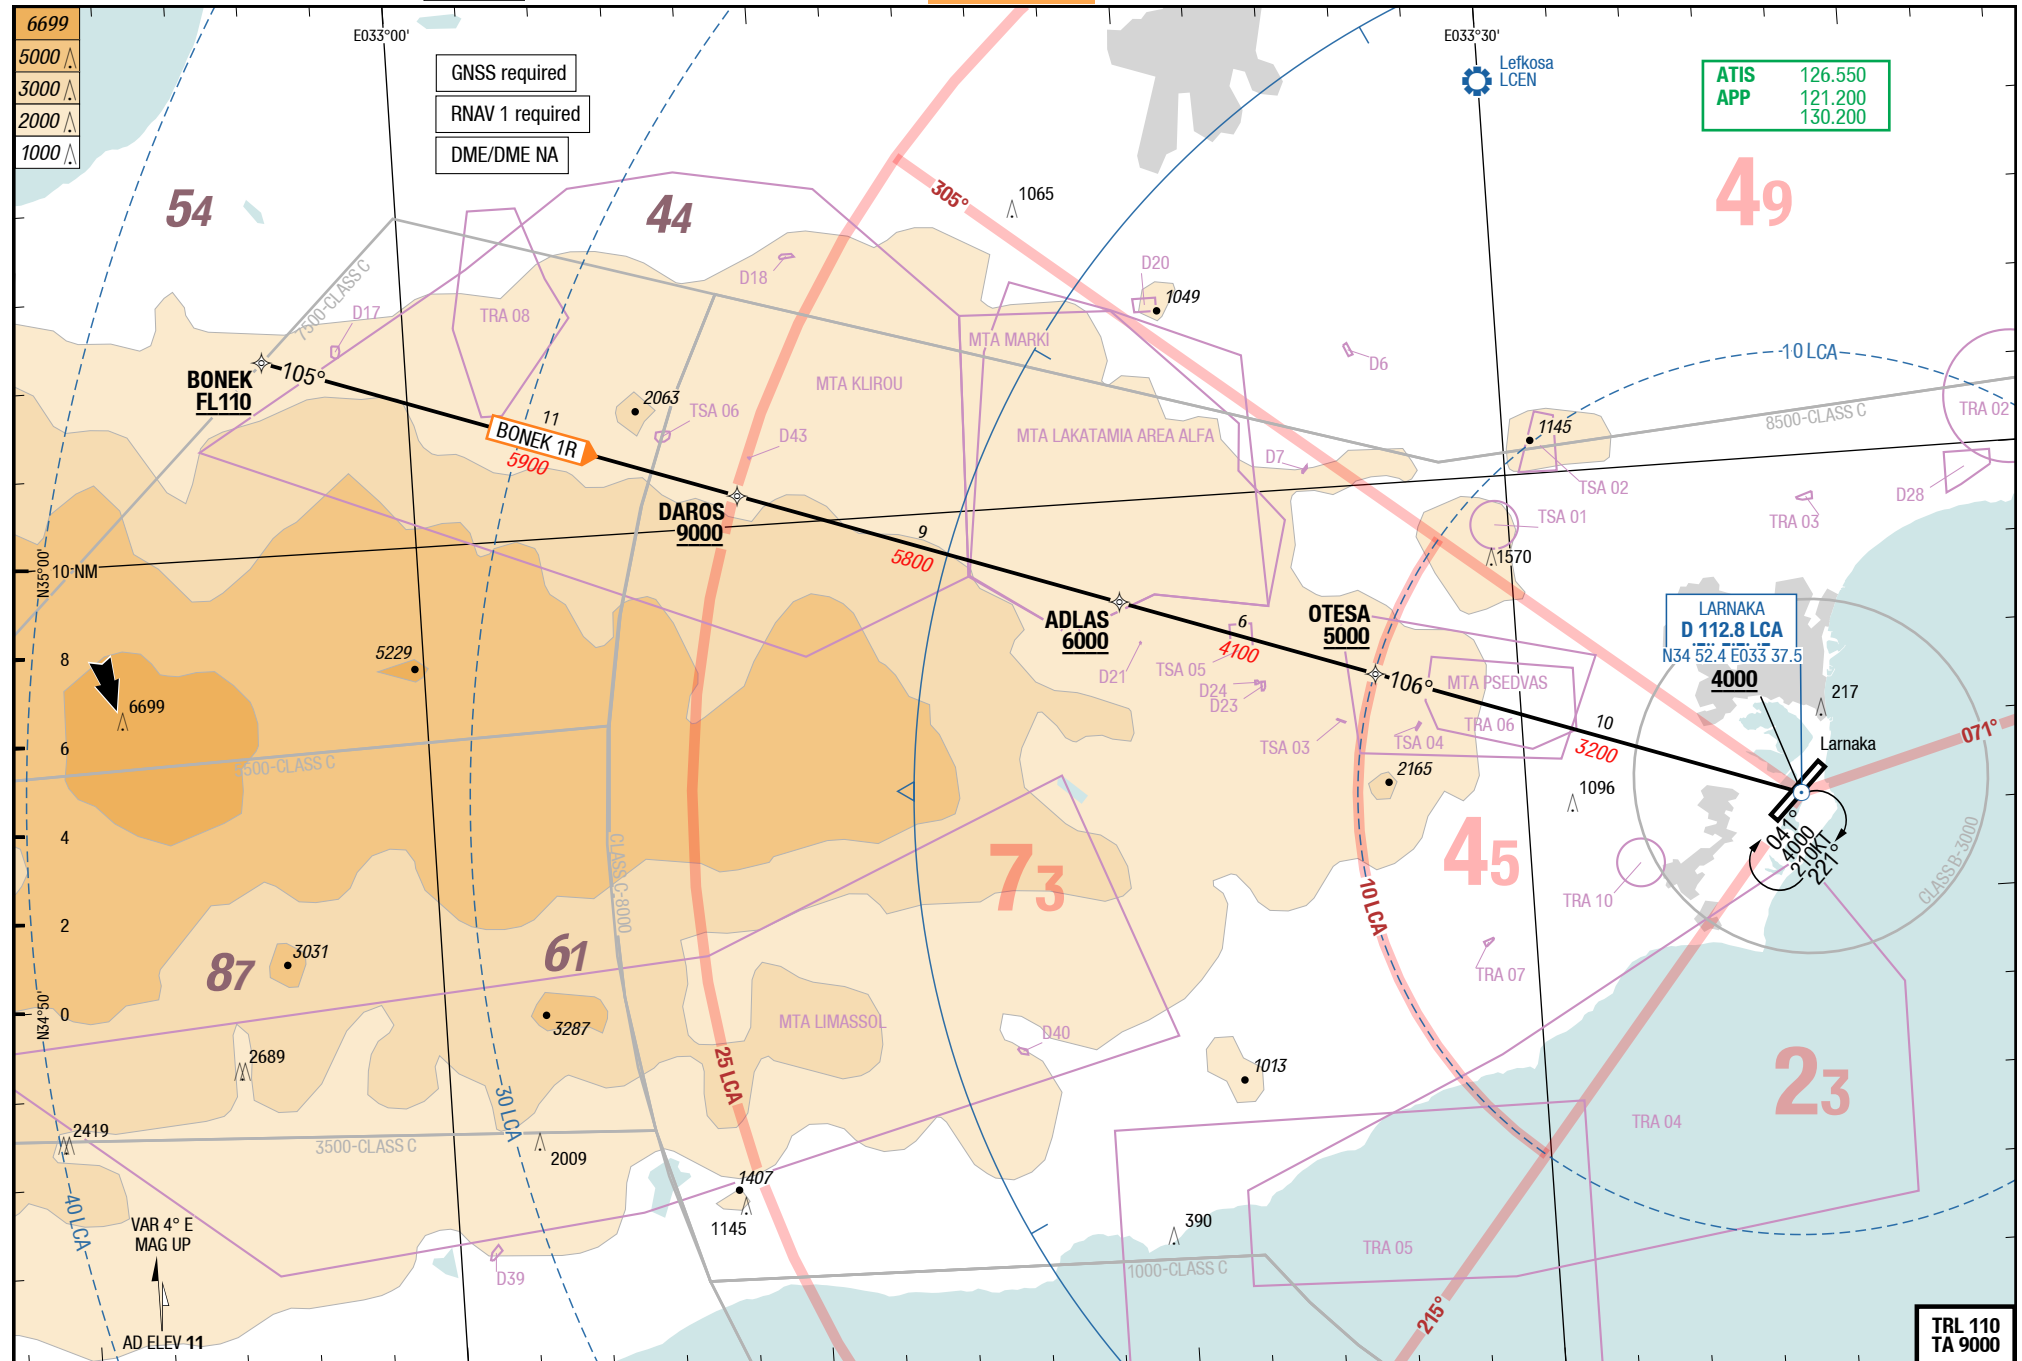 6699
5000
3000
2000
1000
E033°00'
GNSS required
RNAV 1 required
DME/DME NA
E033°30'
Lefkosa
LCEN
ATIS 126.550
APP 121.200
130.200
54
44
49
305°
1065
D18
D20
1049
7500-CLASS C
D17
TRA 08
MTA MARKI
D6
10 LCA
BONEK
FL110
105°
11
BONEK 1R
5900
2063
TSA 06
D43
MTA KLIROU
MTA LAKATAMIA AREA ALFA
D7
1145
TSA 02
8500-CLASS C
TRA 02
D28
TRA 03
TSA 01
1570
DAROS
9000
9
5800
N35°00'
10 NM
8
6
4
2
0
N34°50'
ADLAS
6000
6
4100
OTESA
5000
106°
D21
TSA 05
D24
D23
TSA 03
TSA 04
MTA PSEDVAS
TRA 06
10
3200
LARNAKA
D 112.8 LCA
N34 52.4 E033 37.5
4000
217
Larnaka
071°
5229
6699
6500-CLASS C
2165
1096
041°
4000
210KT
221°
CLASS B-3000
CLASS C-8000
73
45
10 LCA
TRA 10
TRA 07
3031
87
61
3287
MTA LIMASSOL
D40
1013
23
TRA 04
2689
2419
30 LCA
25 LCA
3500-CLASS C
2009
1407
1145
390
40 LCA
VAR 4° E
MAG UP
D39
1000-CLASS C
TRA 05
215°
AD ELEV 11
TRL 110
TA 9000